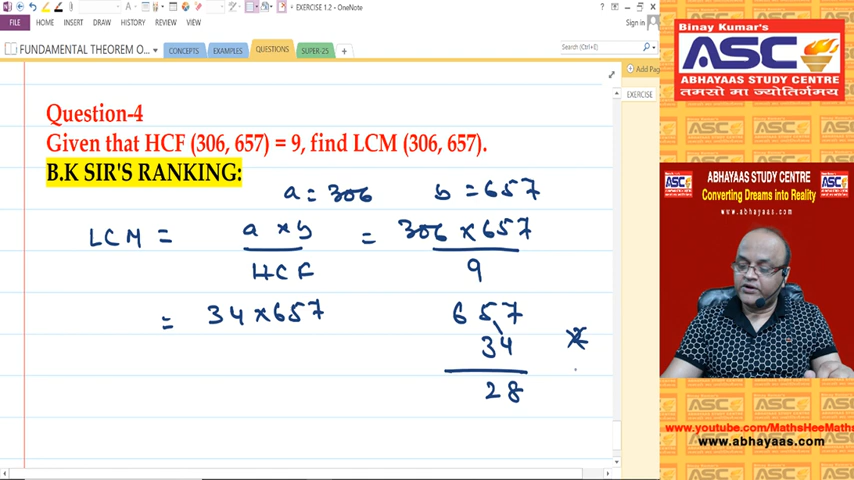 EXERCISE 1.2 - OneNote
FILE HOME INSERT DRAW HISTORY REVIEW VIEW
Sign in
FUNDAMENTAL THEOREM O... CONCEPTS EXAMPLES QUESTIONS SUPER-25 +
Search (Ctrl+E)
Add Pag
EXERCISE
Question-4
Given that HCF (306, 657) = 9, find LCM (306, 657).
B.K SIR'S RANKING:
a = 306 b = 657
LCM = a × b = 306 × 657
HCF 9
= 34 × 657 657
34
28
Binay Kumar's
ASC
ABHAYAAS STUDY CENTRE
तमसो मा ज्योतिर्गमय
ABHAYAAS STUDY CENTRE
Converting Dreams into Reality
www.abhayaas.com
www.youtube.com/MathsHeeMaths
www.abhayaas.com